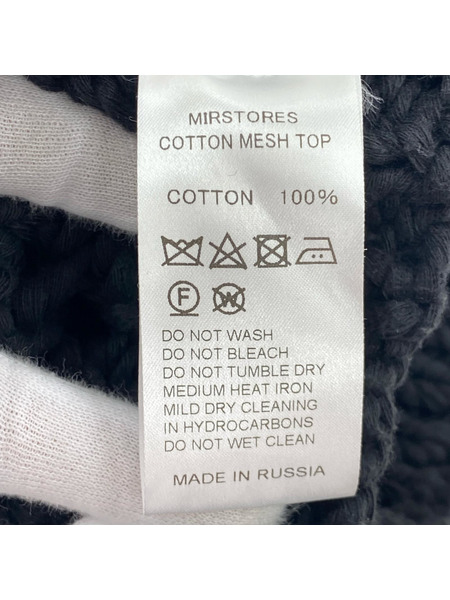 MIRSTORES
COTTON MESH TOP
COTTON 100%
F W
DO NOT WASH
DO NOT BLEACH
DO NOT TUMBLE DRY
MEDIUM HEAT IRON
MILD DRY CLEANING
IN HYDROCARBONS
DO NOT WET CLEAN
MADE IN RUSSIA